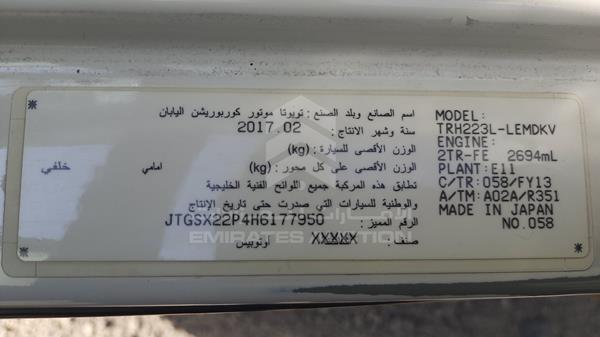 اسم الصانع وبلد الصنع : تويوتا موتور كوربوريشن اليابان
سنة وشهر الانتاج : 2017.02
الوزن الأقصى للسيارة : (kg)
الوزن الأقصى على كل محور : (kg) امامي خلفي
تطابق هذه المركبة جميع اللوائح الفنية الخليجية
والوطنية للسيارات التي صدرت حتى تاريخ الإنتاج
الرقم المميز : JTGSX22P4H6177950
صنف : XXXXX اوتوبيس
MODEL:
TRH223L-LEMDKV
ENGINE:
2TR-FE 2694mL
PLANT: E11
C/TR: 058/FY13
A/TM: A02A/R351
MADE IN JAPAN
NO.058
الإمارات للمزادات
EMIRATES AUCTION